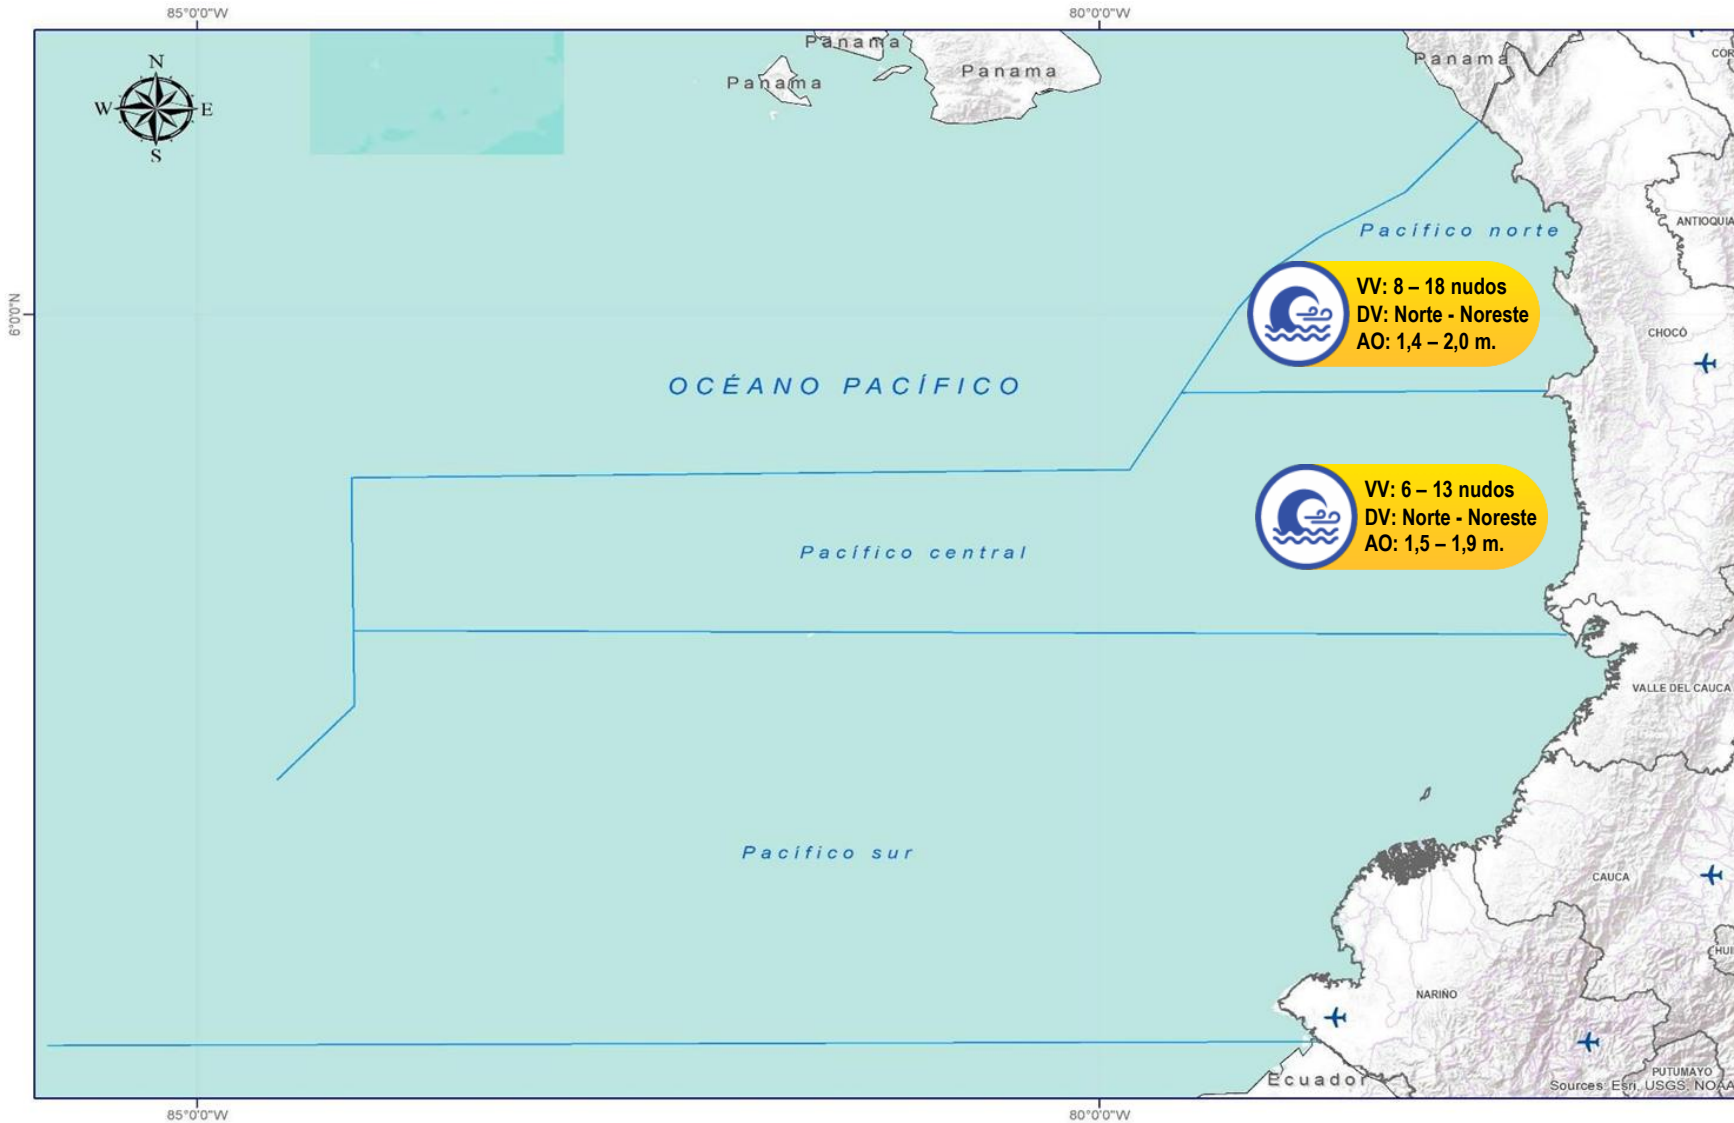 85°0'0"W
80°0'0"W
N
W
E
S
Panama
Panama
Panama
Panama
CÓR
ANTIOQUIA
Pacífico norte
VV: 8 – 18 nudos
DV: Norte - Noreste
AO: 1,4 – 2,0 m.
6°0'0"N
CHOCÓ
OCÉANO PACÍFICO
VV: 6 – 13 nudos
DV: Norte - Noreste
AO: 1,5 – 1,9 m.
Pacífico central
VALLE DEL CAUCA
Pacífico sur
CAUCA
HUI
NARIÑO
PUTUMAYO
Ecuador
Sources: Esri, USGS, NOAA
85°0'0"W
80°0'0"W